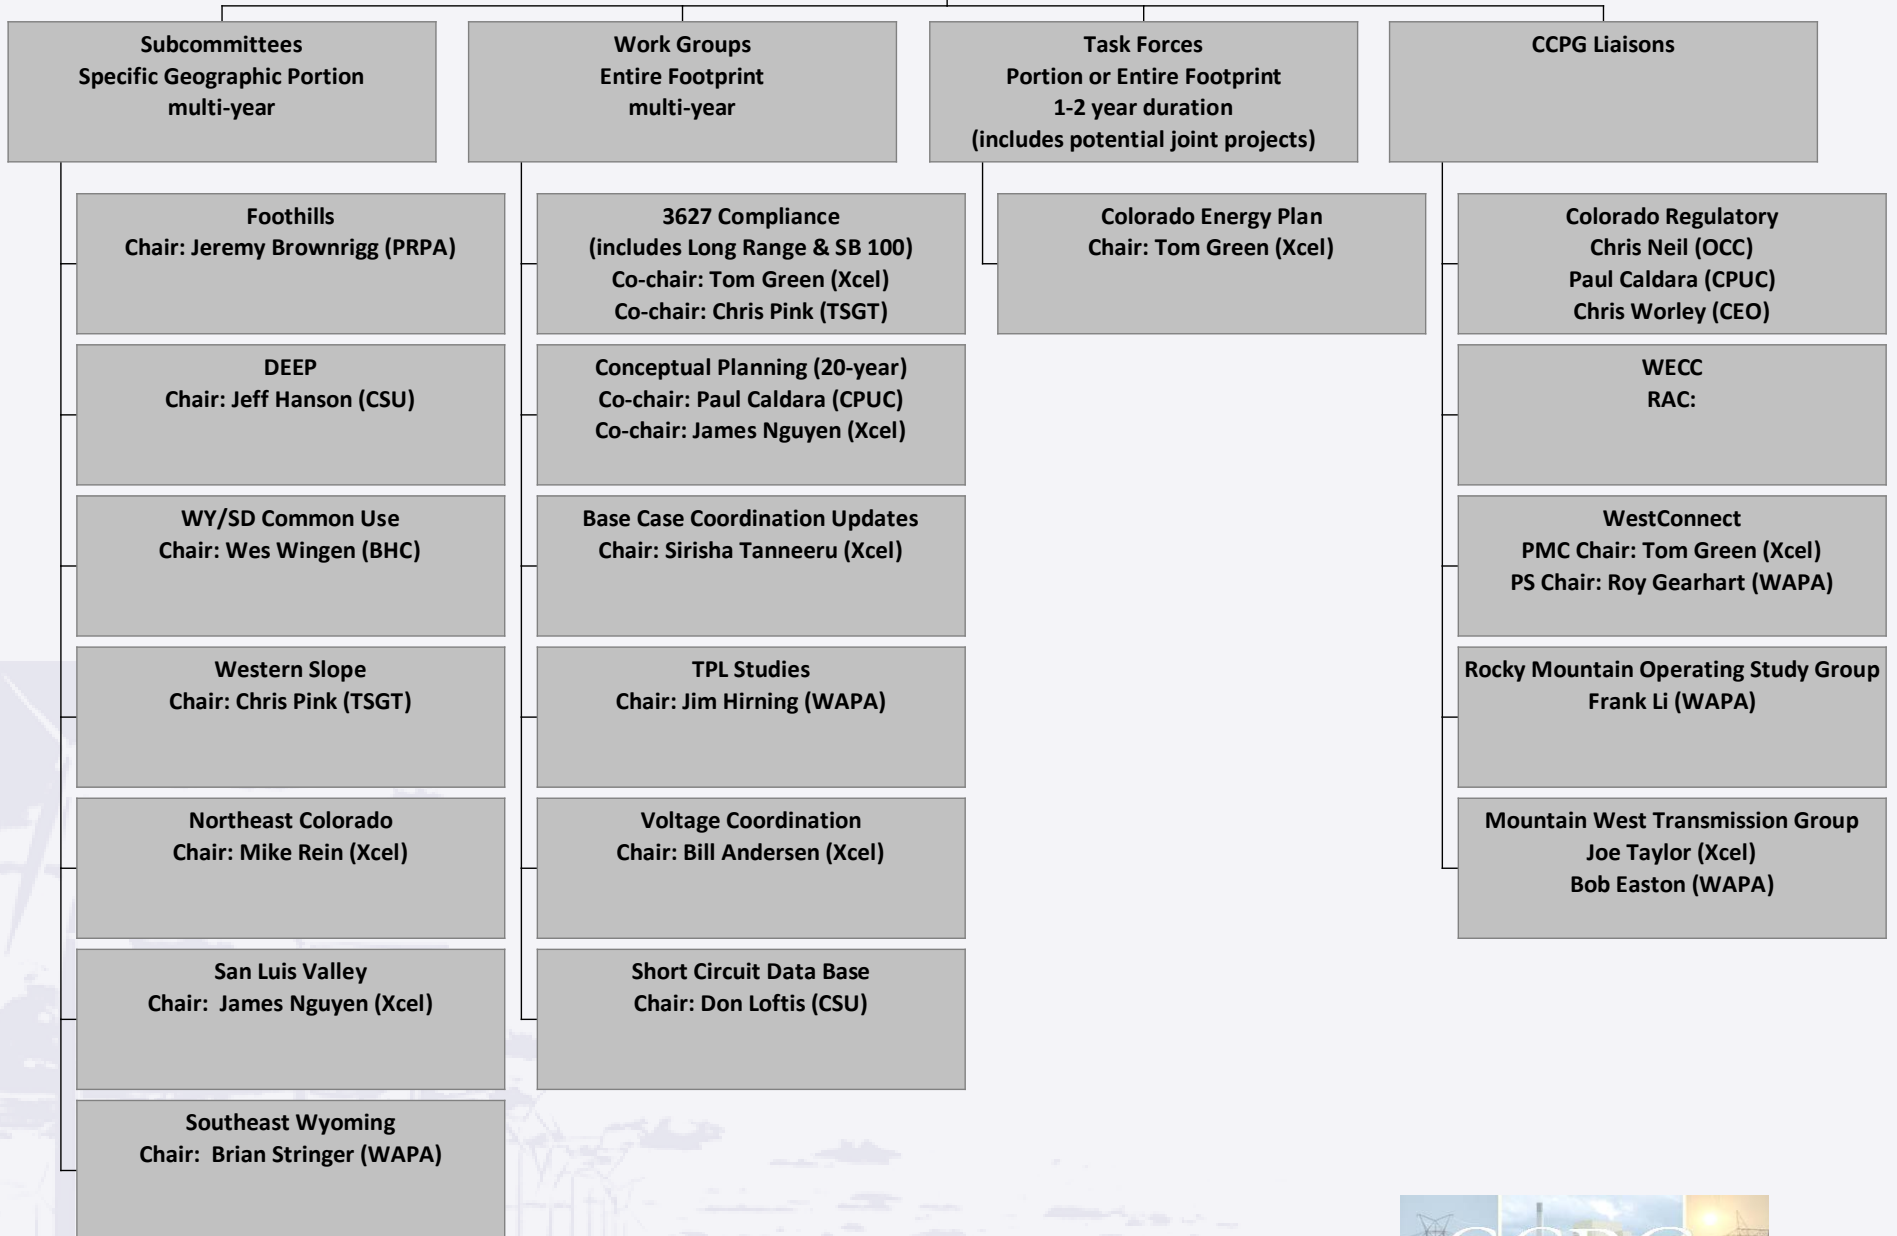 Subcommittees
Specific Geographic Portion
multi-year
Foothills
Chair: Jeremy Brownrigg (PRPA)
DEEP
Chair: Jeff Hanson (CSU)
WY/SD Common Use
Chair: Wes Wingen (BHC)
Western Slope
Chair: Chris Pink (TSGT)
Northeast Colorado
Chair: Mike Rein (Xcel)
San Luis Valley
Chair:  James Nguyen (Xcel)
Southeast Wyoming
Chair:  Brian Stringer (WAPA)
Work Groups
Entire Footprint
multi-year
3627 Compliance
(includes Long Range & SB 100)
Co-chair: Tom Green (Xcel)
Co-chair: Chris Pink (TSGT)
Conceptual Planning (20-year)
Co-chair: Paul Caldara (CPUC)
Co-chair: James Nguyen (Xcel)
Base Case Coordination Updates
Chair: Sirisha Tanneeru (Xcel)
TPL Studies
Chair: Jim Hirning (WAPA)
Voltage Coordination
Chair: Bill Andersen (Xcel)
Short Circuit Data Base
Chair: Don Loftis (CSU)
Task Forces
Portion or Entire Footprint
1-2 year duration
(includes potential joint projects)
Colorado Energy Plan
Chair: Tom Green (Xcel)
CCPG Liaisons
Colorado Regulatory
Chris Neil (OCC)
Paul Caldara (CPUC)
Chris Worley (CEO)
WECC
RAC:
WestConnect
PMC Chair: Tom Green (Xcel)
PS Chair: Roy Gearhart (WAPA)
Rocky Mountain Operating Study Group
Frank Li (WAPA)
Mountain West Transmission Group
Joe Taylor (Xcel)
Bob Easton (WAPA)